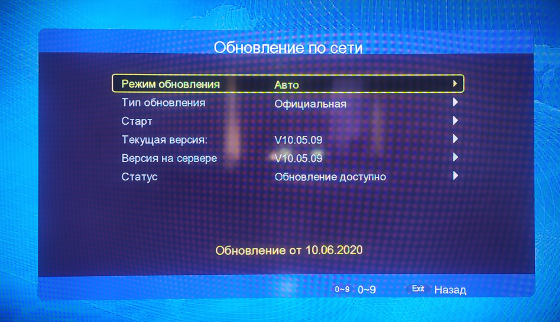 Обновление по сети
Режим обновления Авто
Тип обновления Официальная
Старт
Текущая версия: V10.05.09
Версия на сервере V10.05.09
Статус Обновление доступно
Обновление от 10.06.2020
0~9 0~9 Exit Назад